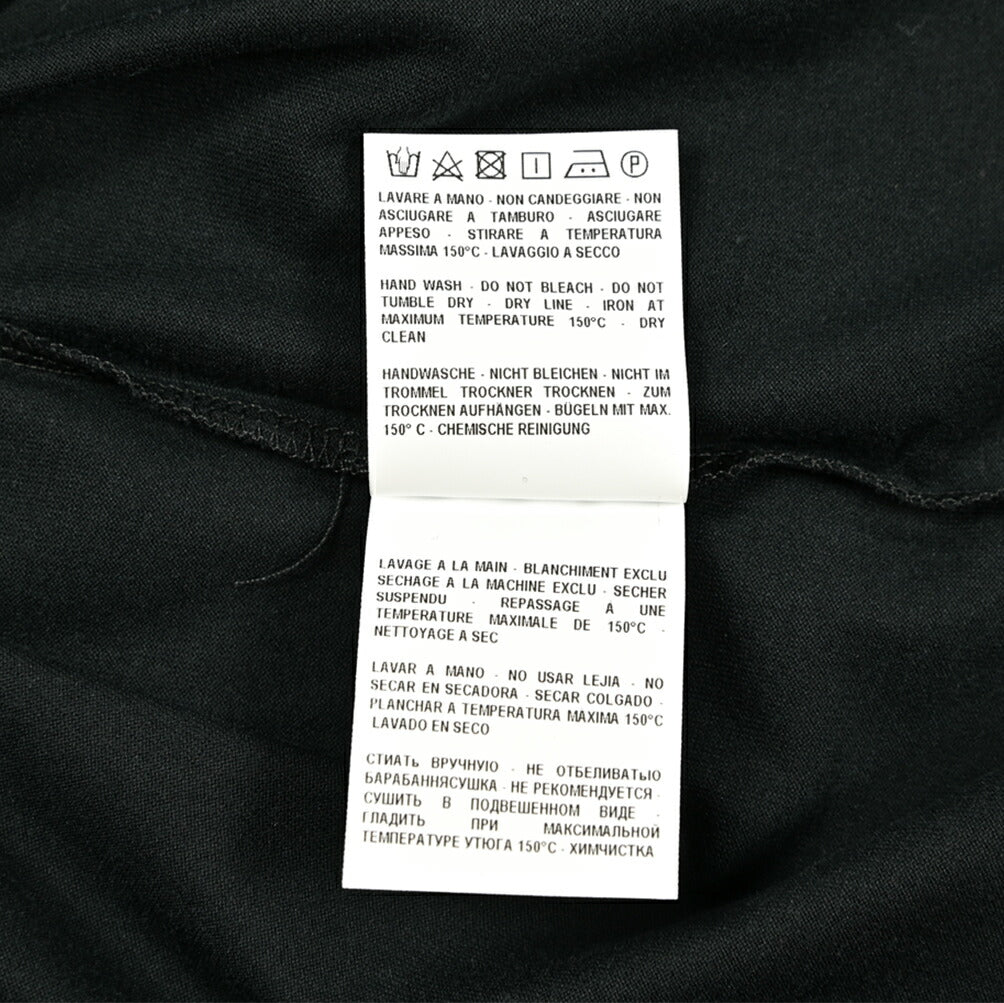 P
LAVARE A MANO - NON CANDEGGIARE - NON
ASCIUGARE A TAMBURO - ASCIUGARE
APPESO - STIRARE A TEMPERATURA
MASSIMA 150°C - LAVAGGIO A SECCO
HAND WASH - DO NOT BLEACH - DO NOT
TUMBLE DRY - DRY LINE - IRON AT
MAXIMUM TEMPERATURE 150°C - DRY
CLEAN
HANDWASCHE - NICHT BLEICHEN - NICHT IM
TROMMEL TROCKNER TROCKNEN - ZUM
TROCKNEN AUFHÄNGEN - BÜGELN MIT MAX.
150° C - CHEMISCHE REINIGUNG
LAVAGE A LA MAIN - BLANCHIMENT EXCLU
SECHAGE A LA MACHINE EXCLU - SECHER
SUSPENDU - REPASSAGE A UNE
TEMPERATURE MAXIMALE DE 150°C -
NETTOYAGE A SEC
LAVAR A MANO - NO USAR LEJIA - NO
SECAR EN SECADORA - SECAR COLGADO -
PLANCHAR A TEMPERATURA MAXIMA 150°C
LAVADO EN SECO
СТИАТЬ ВРУЧНУЮ - НЕ ОТБЕЛИВАТЬЮ
БАРАБАННЯСУШКА - НЕ РЕКОМЕНДУЕТСЯ -
СУШИТЬ В ПОДВЕШЕННОМ ВИДЕ -
ГЛАДИТЬ ПРИ МАКСИМАЛЬНОЙ
ТЕМПЕРАТУРЕ УТЮГА 150°C - ХИМЧИСТКА